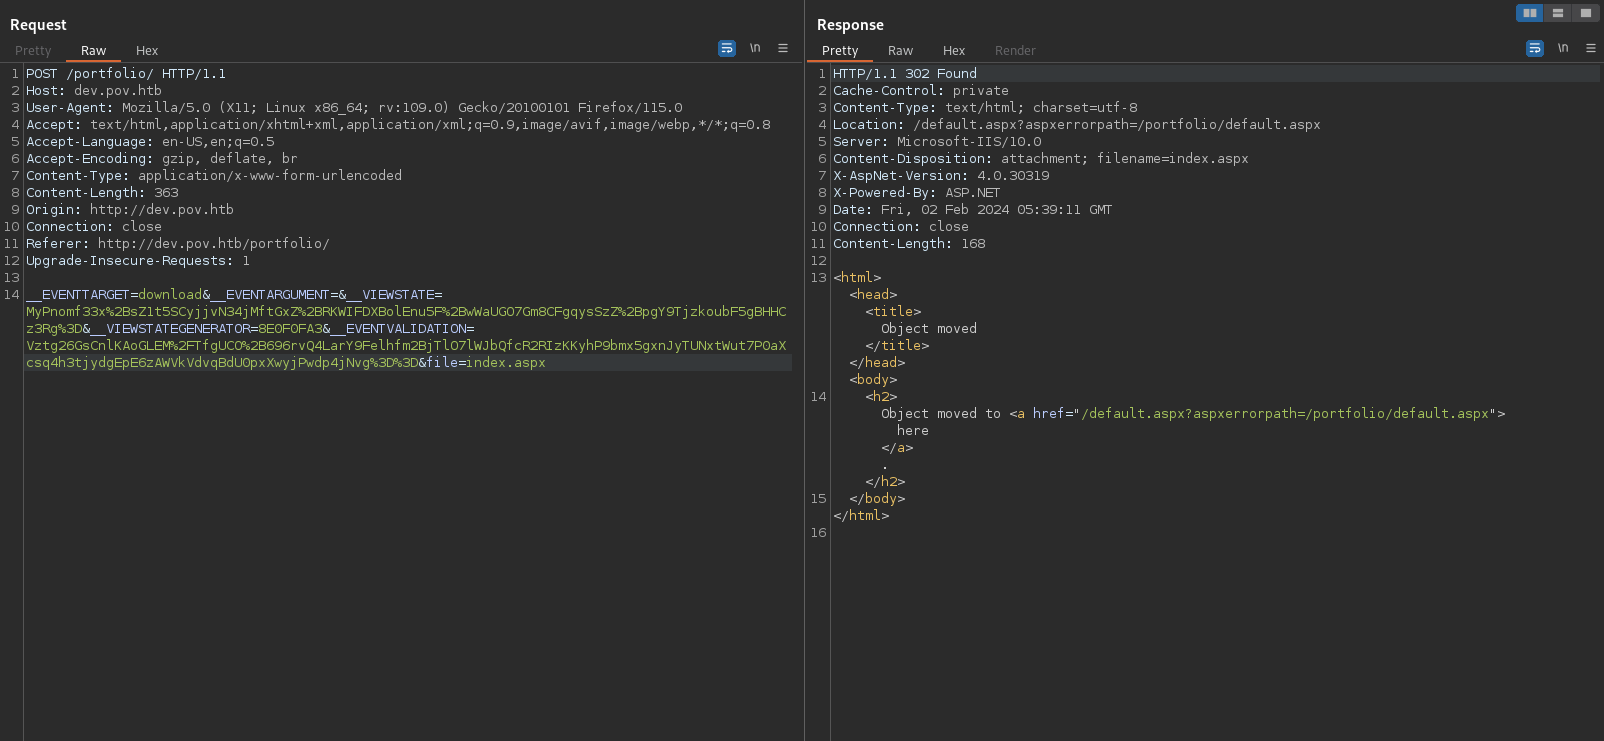 Request
Pretty Raw Hex \n
1 POST /portfolio/ HTTP/1.1
2 Host: dev.pov.htb
3 User-Agent: Mozilla/5.0 (X11; Linux x86_64; rv:109.0) Gecko/20100101 Firefox/115.0
4 Accept: text/html,application/xhtml+xml,application/xml;q=0.9,image/avif,image/webp,*/*;q=0.8
5 Accept-Language: en-US,en;q=0.5
6 Accept-Encoding: gzip, deflate, br
7 Content-Type: application/x-www-form-urlencoded
8 Content-Length: 363
9 Origin: http://dev.pov.htb
10 Connection: close
11 Referer: http://dev.pov.htb/portfolio/
12 Upgrade-Insecure-Requests: 1
13
14 __EVENTTARGET=download&__EVENTARGUMENT=&__VIEWSTATE=
MyPnomf33x%2BsZ1t5SCyjjvN34jMftGxZ%2BRKWIFDXBolEnu5F%2BwWaUGO7Gm8CFgqysSzZ%2BpgY9TjzkoubF5gBHHC
z3Rg%3D&__VIEWSTATEGENERATOR=8E0F0FA3&__EVENTVALIDATION=
Vztg26GsCnlKAoGLEM%2FTfgUCO%2B696rvQ4LarY9Felhfm2BjTlO7lWJbQfcR2RIzKKyhP9bmx5gxnJyTUNxtWut7P0aX
csq4h3tjydgEpE6zAWVkVdvqBdU0pxXwyjPwdp4jNvg%3D%3D&file=index.aspx
Response
Pretty Raw Hex Render \n
1 HTTP/1.1 302 Found
2 Cache-Control: private
3 Content-Type: text/html; charset=utf-8
4 Location: /default.aspx?aspxerrorpath=/portfolio/default.aspx
5 Server: Microsoft-IIS/10.0
6 Content-Disposition: attachment; filename=index.aspx
7 X-AspNet-Version: 4.0.30319
8 X-Powered-By: ASP.NET
9 Date: Fri, 02 Feb 2024 05:39:11 GMT
10 Connection: close
11 Content-Length: 168
12
13 <html>
<head>
<title>
Object moved
</title>
</head>
<body>
14 <h2>
Object moved to <a href="/default.aspx?aspxerrorpath=/portfolio/default.aspx">
here
</a>
.
</h2>
15 </body>
</html>
16